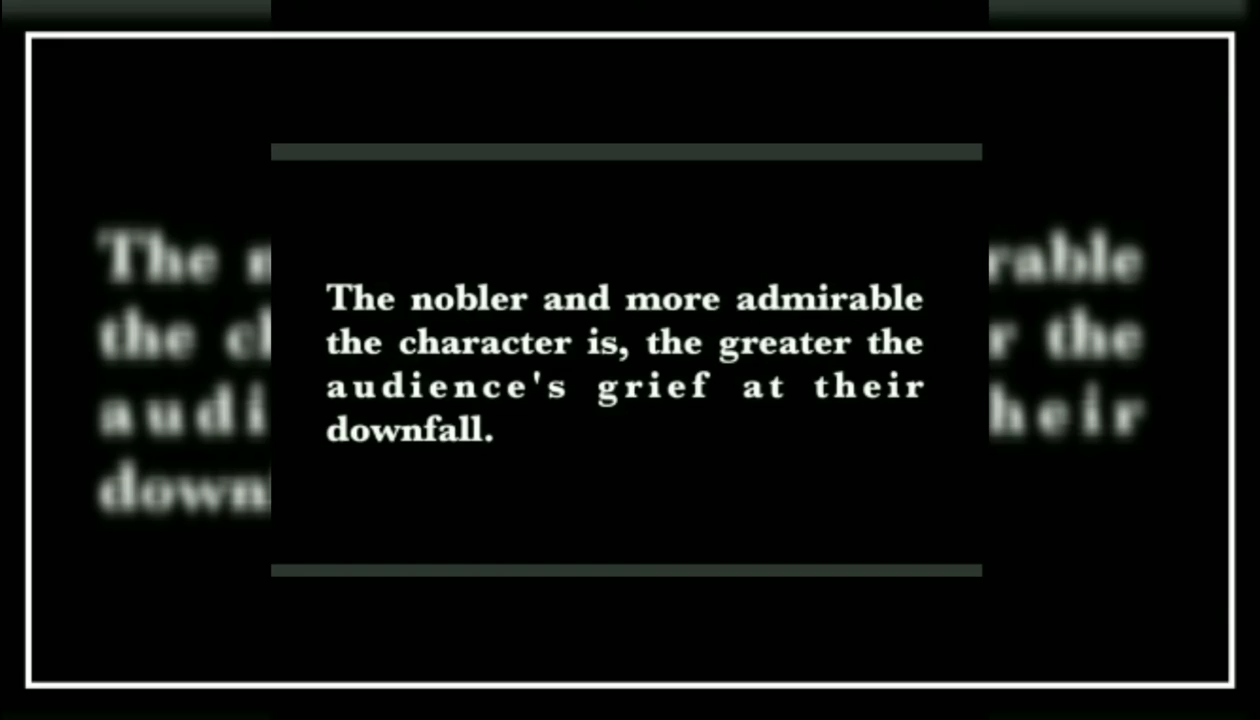 The nobler and more admirable
the character is, the greater the
audience's grief at their
downfall.